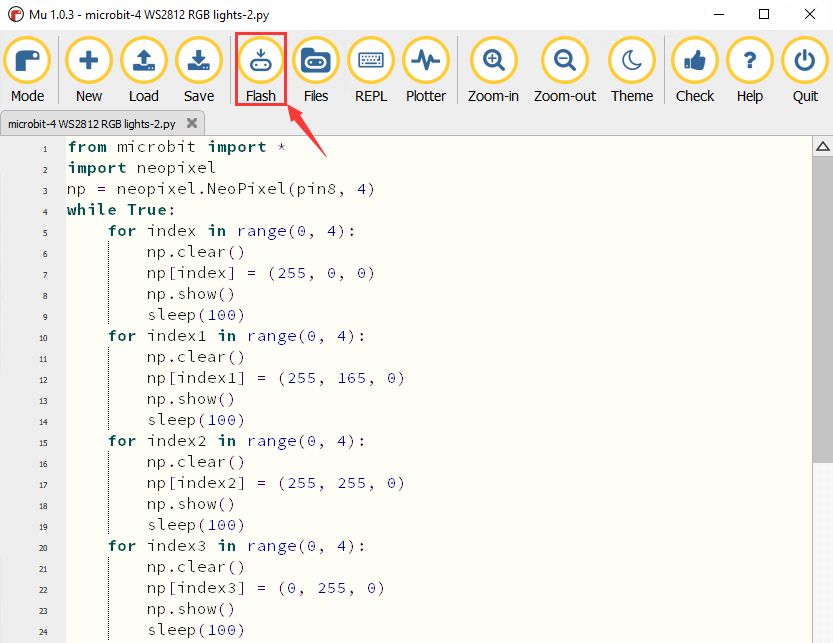 Mu 1.0.3 - microbit-4 WS2812 RGB lights-2.py
Mode New Load Save Flash Files REPL Plotter Zoom-in Zoom-out Theme Check Help Quit
microbit-4 WS2812 RGB lights-2.py
1 from microbit import *
2 import neopixel
3 np = neopixel.NeoPixel(pin8, 4)
4 while True:
5 for index in range(0, 4):
6 np.clear()
7 np[index] = (255, 0, 0)
8 np.show()
9 sleep(100)
10 for index1 in range(0, 4):
11 np.clear()
12 np[index1] = (255, 165, 0)
13 np.show()
14 sleep(100)
15 for index2 in range(0, 4):
16 np.clear()
17 np[index2] = (255, 255, 0)
18 np.show()
19 sleep(100)
20 for index3 in range(0, 4):
21 np.clear()
22 np[index3] = (0, 255, 0)
23 np.show()
24 sleep(100)